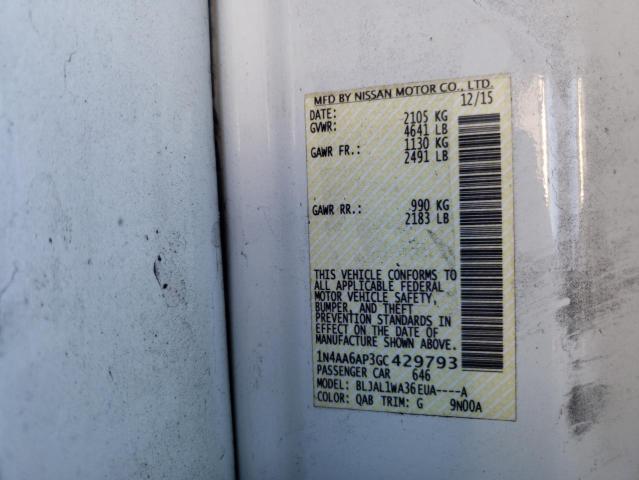 MFD BY NISSAN MOTOR CO., LTD.
DATE: 12/15
GVWR: 2105 KG
4641 LB
GAWR FR.: 1130 KG
2491 LB
GAWR RR.: 990 KG
2183 LB
THIS VEHICLE CONFORMS TO
ALL APPLICABLE FEDERAL
MOTOR VEHICLE SAFETY,
BUMPER, AND THEFT
PREVENTION STANDARDS IN
EFFECT ON THE DATE OF
MANUFACTURE SHOWN ABOVE.
1N4AA6AP3GC429793
PASSENGER CAR 646
MODEL: BLJAL1WA36EUA----A
COLOR: QAB TRIM: G 9N00A